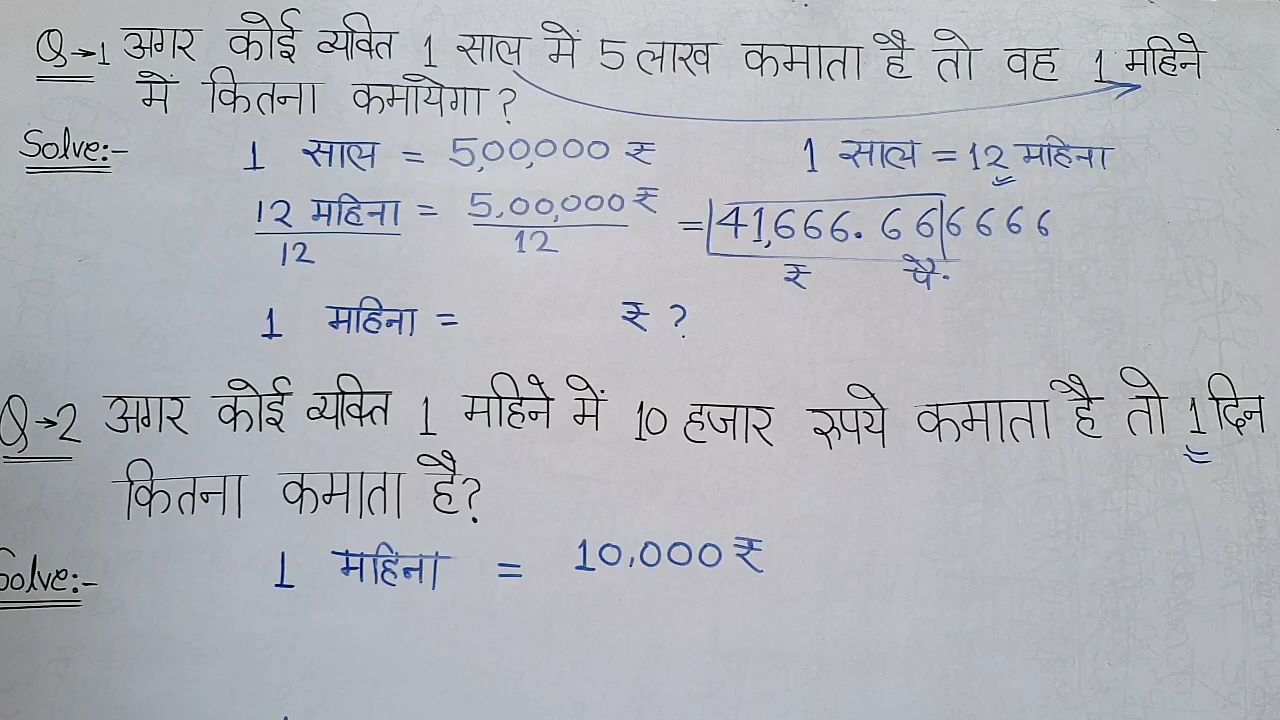 Q→1 अगर कोई व्यक्ति 1 साल में 5 लाख कमाता है तो वह 1 महिने
में कितना कमायेगा ?
Solve:-
1 साल = 5,00,000 ₹
1 साल = 12 महिना
12 महिना/12 = 5,00,000 ₹/12 = 41,666.666666
₹ पै.
1 महिना = ₹ ?
Q→2 अगर कोई व्यक्ति 1 महिने में 10 हजार रुपये कमाता है तो 1 दिन
कितना कमाता है?
Solve:-
1 महिना = 10,000 ₹